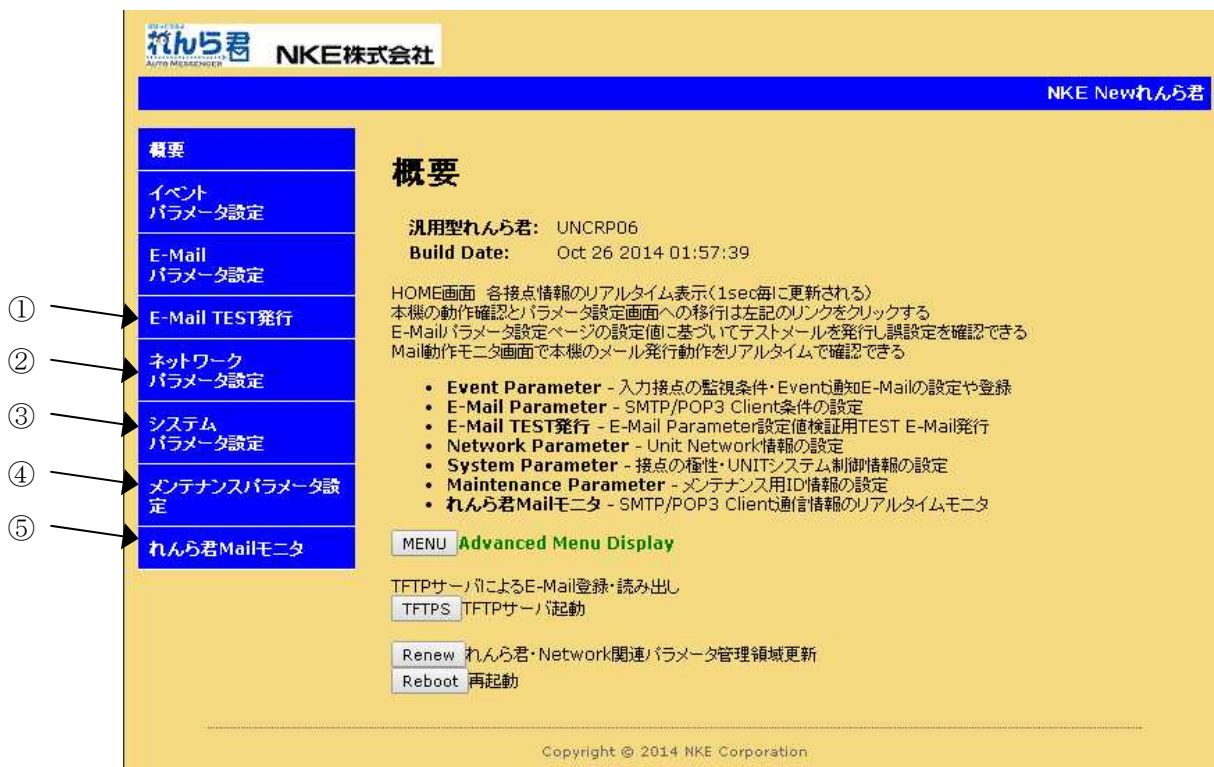 れんら君
AUTO MESSENGER
NKE株式会社
NKE Newれんら君
概要
イベント
パラメータ設定
E-Mail
パラメータ設定
① E-Mail TEST発行
② ネットワーク
パラメータ設定
③ システム
パラメータ設定
④ メンテナンスパラメータ設
定
⑤ れんら君Mailモニタ
概要
汎用型れんら君: UNCRP06
Build Date: Oct 26 2014 01:57:39
HOME画面 各接点情報のリアルタイム表示(1sec毎に更新される)
本機の動作確認とパラメータ設定画面への移行は左記のリンクをクリックする
E-Mailパラメータ設定ページの設定値に基づいてテストメールを発行し誤設定を確認できる
Mail動作モニタ画面で本機のメール発行動作をリアルタイムで確認できる
• Event Parameter - 入力接点の監視条件・Event通知E-Mailの設定や登録
• E-Mail Parameter - SMTP/POP3 Client条件の設定
• E-Mail TEST発行 - E-Mail Parameter設定値検証用TEST E-Mail発行
• Network Parameter - Unit Network情報の設定
• System Parameter - 接点の極性・UNITシステム制御情報の設定
• Maintenance Parameter - メンテナンス用ID情報の設定
• れんら君Mailモニタ - SMTP/POP3 Client通信情報のリアルタイムモニタ
MENU Advanced Menu Display
TFTPサーバによるE-Mail登録・読み出し
TFTPS TFTPサーバ起動
Renew れんら君・Network関連パラメータ管理領域更新
Reboot 再起動
Copyright © 2014 NKE Corporation